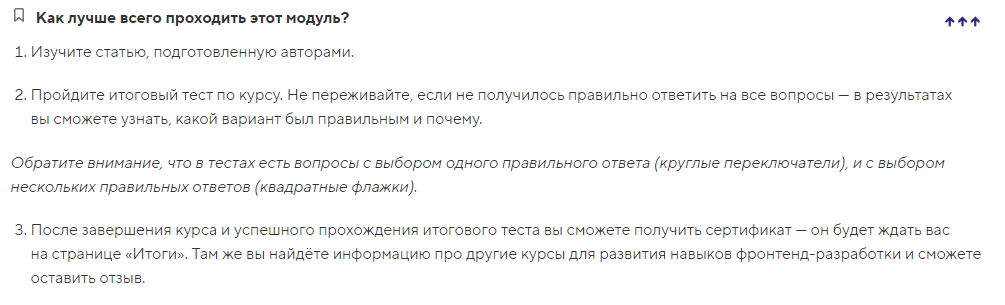 Как лучше всего проходить этот модуль?
1. Изучите статью, подготовленную авторами.
2. Пройдите итоговый тест по курсу. Не переживайте, если не получилось правильно ответить на все вопросы — в результатах
вы сможете узнать, какой вариант был правильным и почему.
Обратите внимание, что в тестах есть вопросы с выбором одного правильного ответа (круглые переключатели), и с выбором
нескольких правильных ответов (квадратные флажки).
3. После завершения курса и успешного прохождения итогового теста вы сможете получить сертификат — он будет ждать вас
на странице «Итоги». Там же вы найдёте информацию про другие курсы для развития навыков фронтенд-разработки и сможете
оставить отзыв.